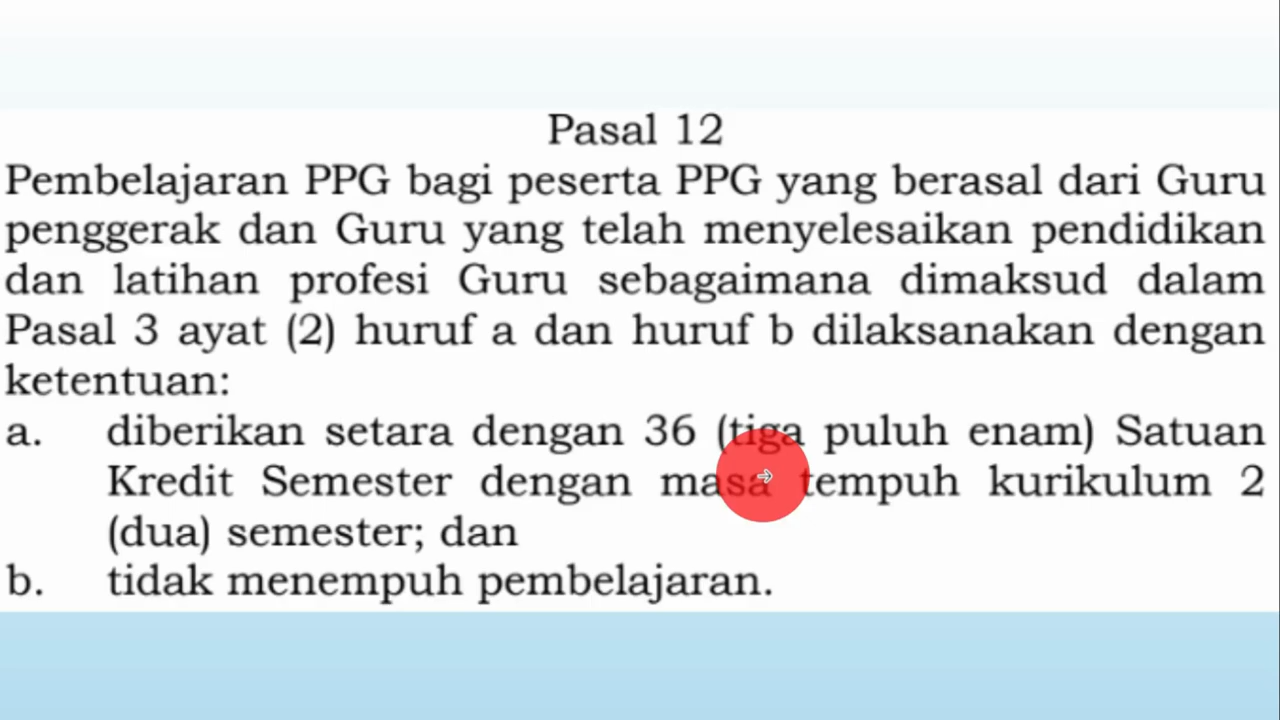 Pasal 12
Pembelajaran PPG bagi peserta PPG yang berasal dari Guru
penggerak dan Guru yang telah menyelesaikan pendidikan
dan latihan profesi Guru sebagaimana dimaksud dalam
Pasal 3 ayat (2) huruf a dan huruf b dilaksanakan dengan
ketentuan:
a. diberikan setara dengan 36 (tiga puluh enam) Satuan
Kredit Semester dengan masa tempuh kurikulum 2
(dua) semester; dan
b. tidak menempuh pembelajaran.